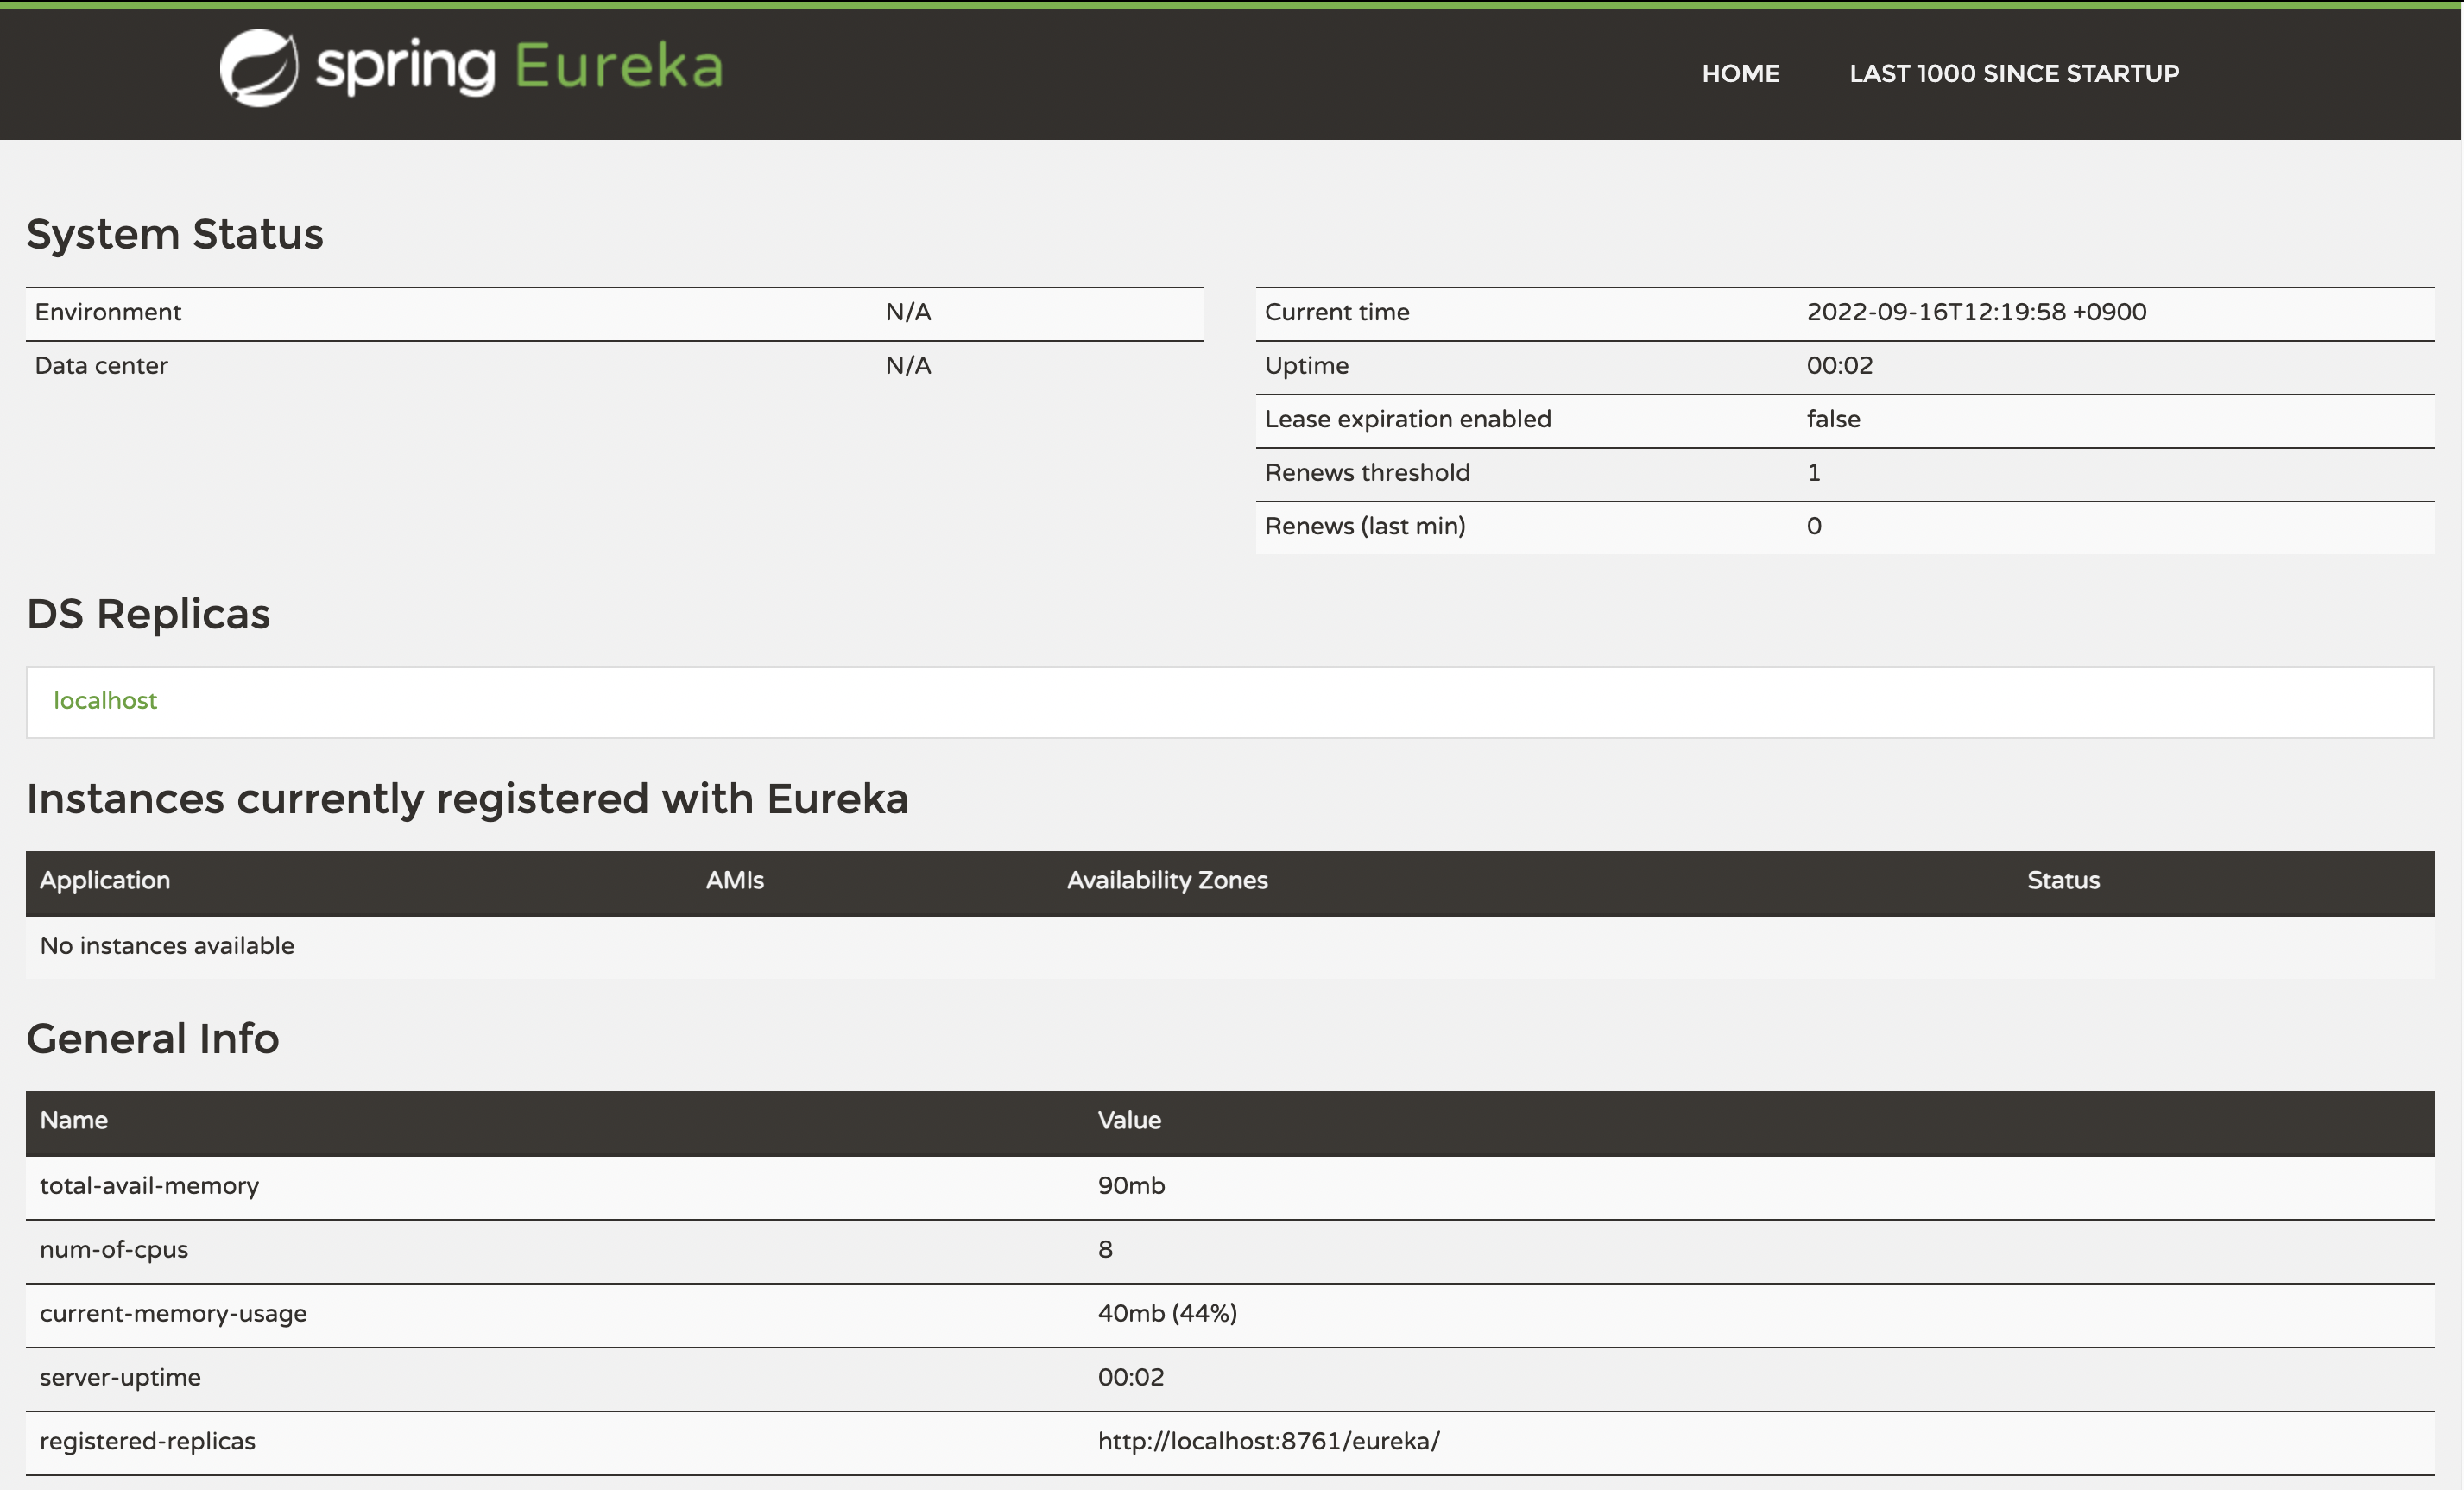 spring Eureka
HOME LAST 1000 SINCE STARTUP
System Status
Environment N/A
Data center N/A
Current time 2022-09-16T12:19:58 +0900
Uptime 00:02
Lease expiration enabled false
Renews threshold 1
Renews (last min) 0
DS Replicas
localhost
Instances currently registered with Eureka
Application AMIs Availability Zones Status
No instances available
General Info
Name Value
total-avail-memory 90mb
num-of-cpus 8
current-memory-usage 40mb (44%)
server-uptime 00:02
registered-replicas http://localhost:8761/eureka/